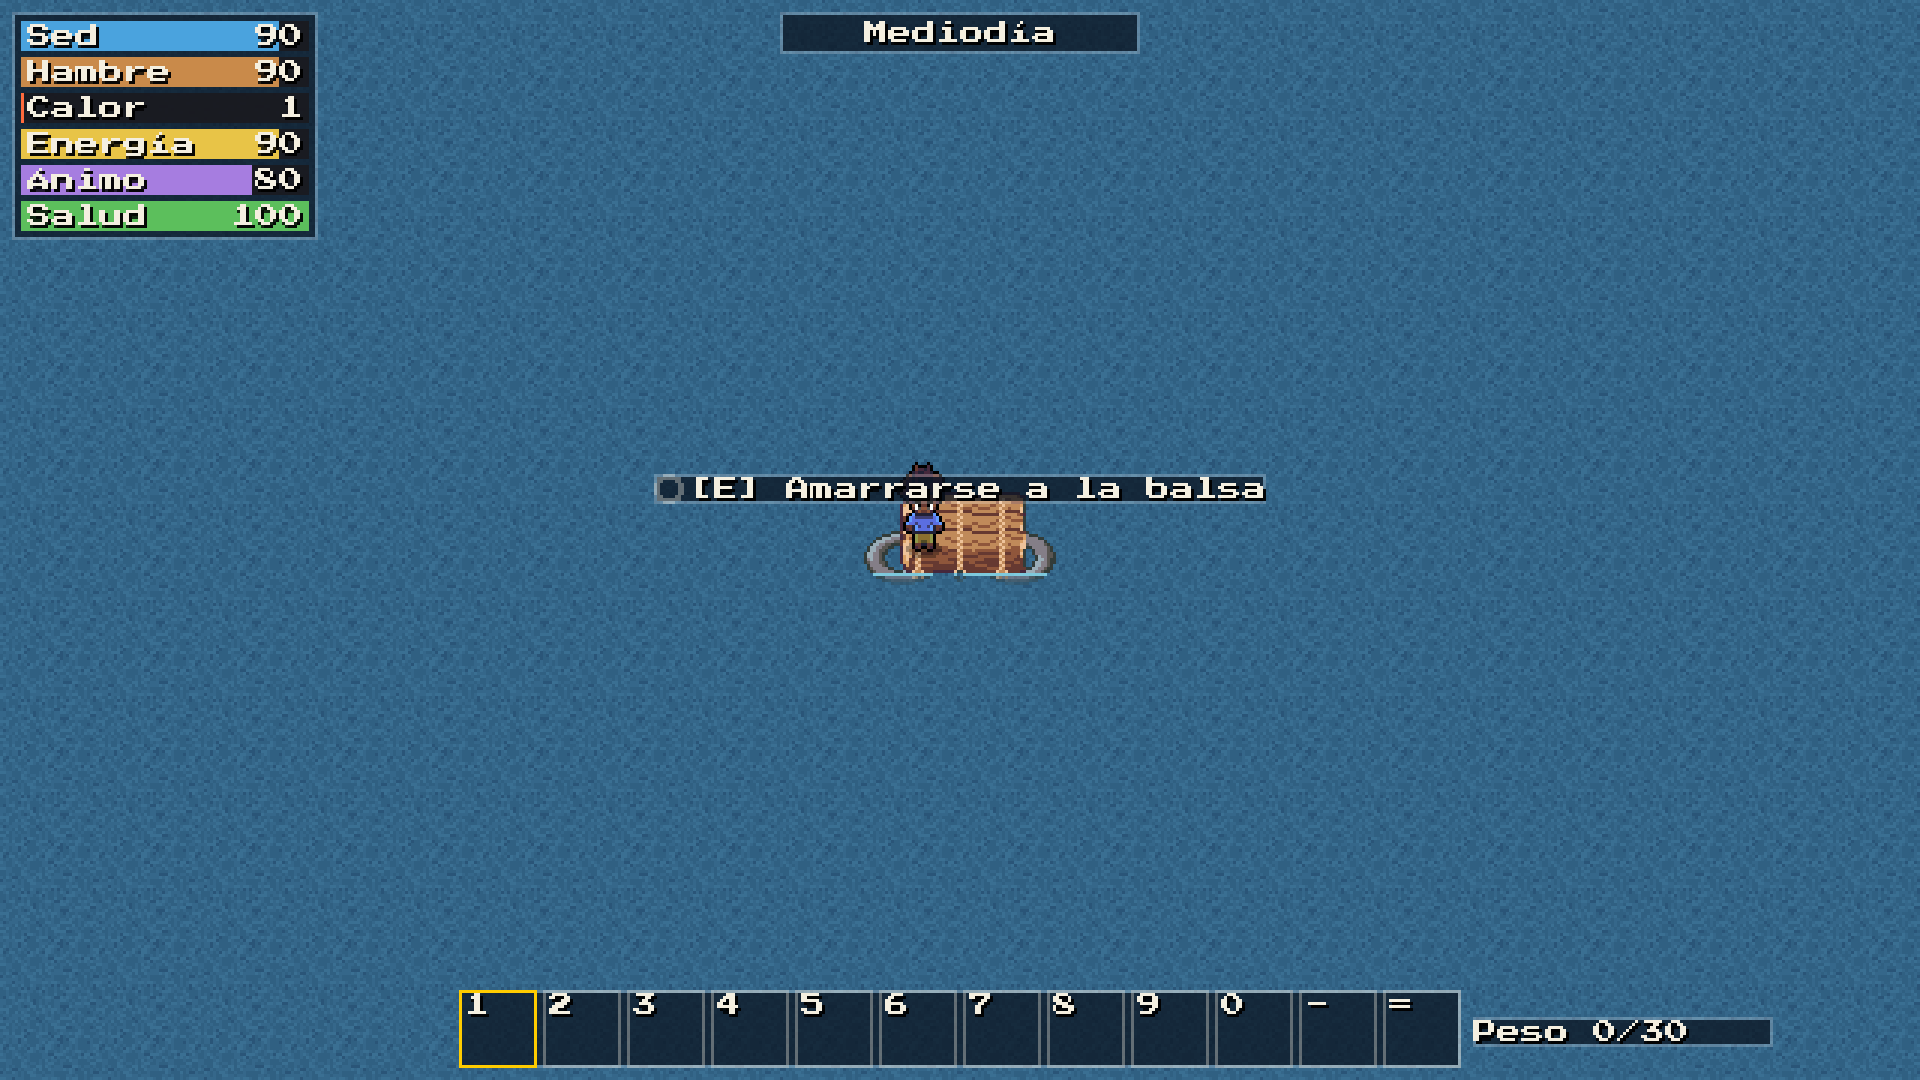 Sed 90
Hambre 90
Calor 1
Energía 90
Ánimo 80
Salud 100
Mediodía
[E] Amarrarse a la balsa
1 2 3 4 5 6 7 8 9 0 - =
Peso 0/30